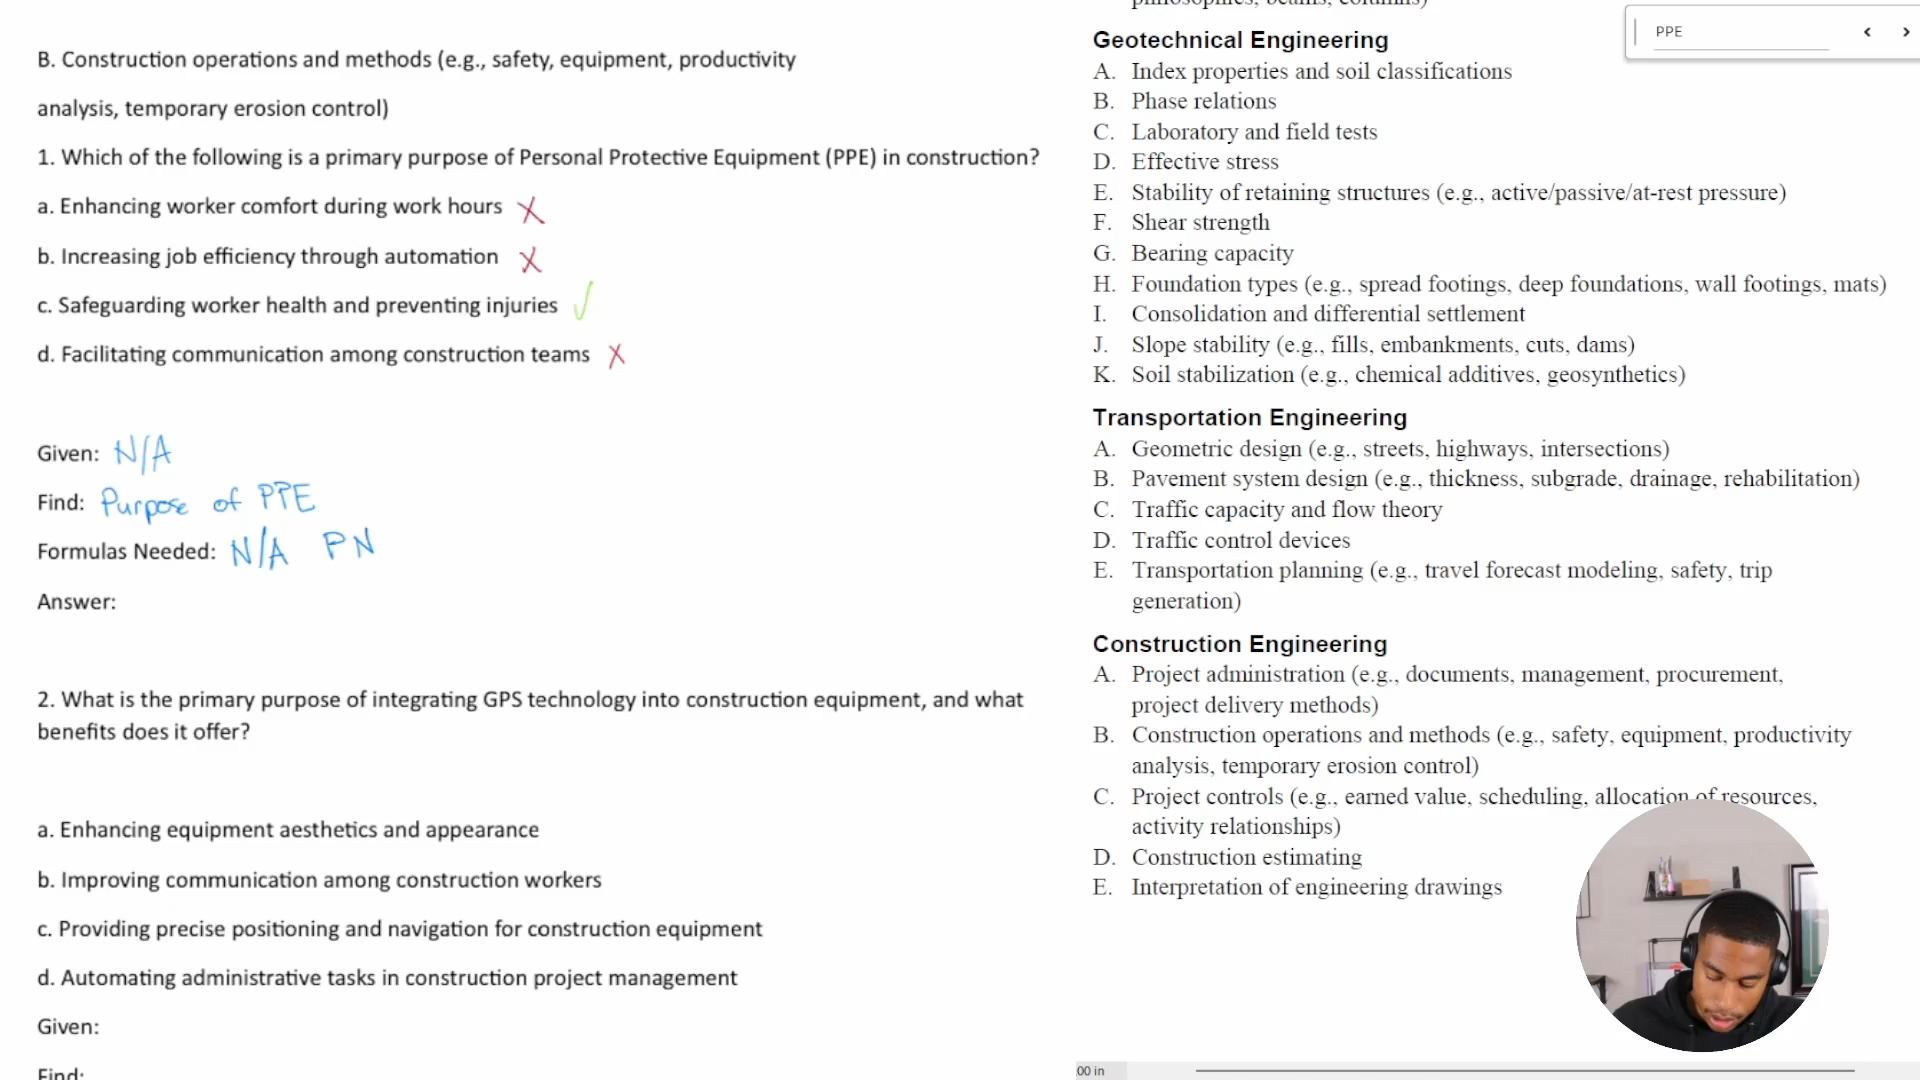 B. Construction operations and methods (e.g., safety, equipment, productivity
analysis, temporary erosion control)
1. Which of the following is a primary purpose of Personal Protective Equipment (PPE) in construction?
a. Enhancing worker comfort during work hours X
b. Increasing job efficiency through automation X
c. Safeguarding worker health and preventing injuries ✓
d. Facilitating communication among construction teams X
Given: N/A
Find: Purpose of PPE
Formulas Needed: N/A PN
Answer:
2. What is the primary purpose of integrating GPS technology into construction equipment, and what
benefits does it offer?
a. Enhancing equipment aesthetics and appearance
b. Improving communication among construction workers
c. Providing precise positioning and navigation for construction equipment
d. Automating administrative tasks in construction project management
Given:
Find:
philosophies, beams, columns)
PPE
Geotechnical Engineering
A. Index properties and soil classifications
B. Phase relations
C. Laboratory and field tests
D. Effective stress
E. Stability of retaining structures (e.g., active/passive/at-rest pressure)
F. Shear strength
G. Bearing capacity
H. Foundation types (e.g., spread footings, deep foundations, wall footings, mats)
I. Consolidation and differential settlement
J. Slope stability (e.g., fills, embankments, cuts, dams)
K. Soil stabilization (e.g., chemical additives, geosynthetics)
Transportation Engineering
A. Geometric design (e.g., streets, highways, intersections)
B. Pavement system design (e.g., thickness, subgrade, drainage, rehabilitation)
C. Traffic capacity and flow theory
D. Traffic control devices
E. Transportation planning (e.g., travel forecast modeling, safety, trip
generation)
Construction Engineering
A. Project administration (e.g., documents, management, procurement,
project delivery methods)
B. Construction operations and methods (e.g., safety, equipment, productivity
analysis, temporary erosion control)
C. Project controls (e.g., earned value, scheduling, allocation of resources,
activity relationships)
D. Construction estimating
E. Interpretation of engineering drawings
00 in